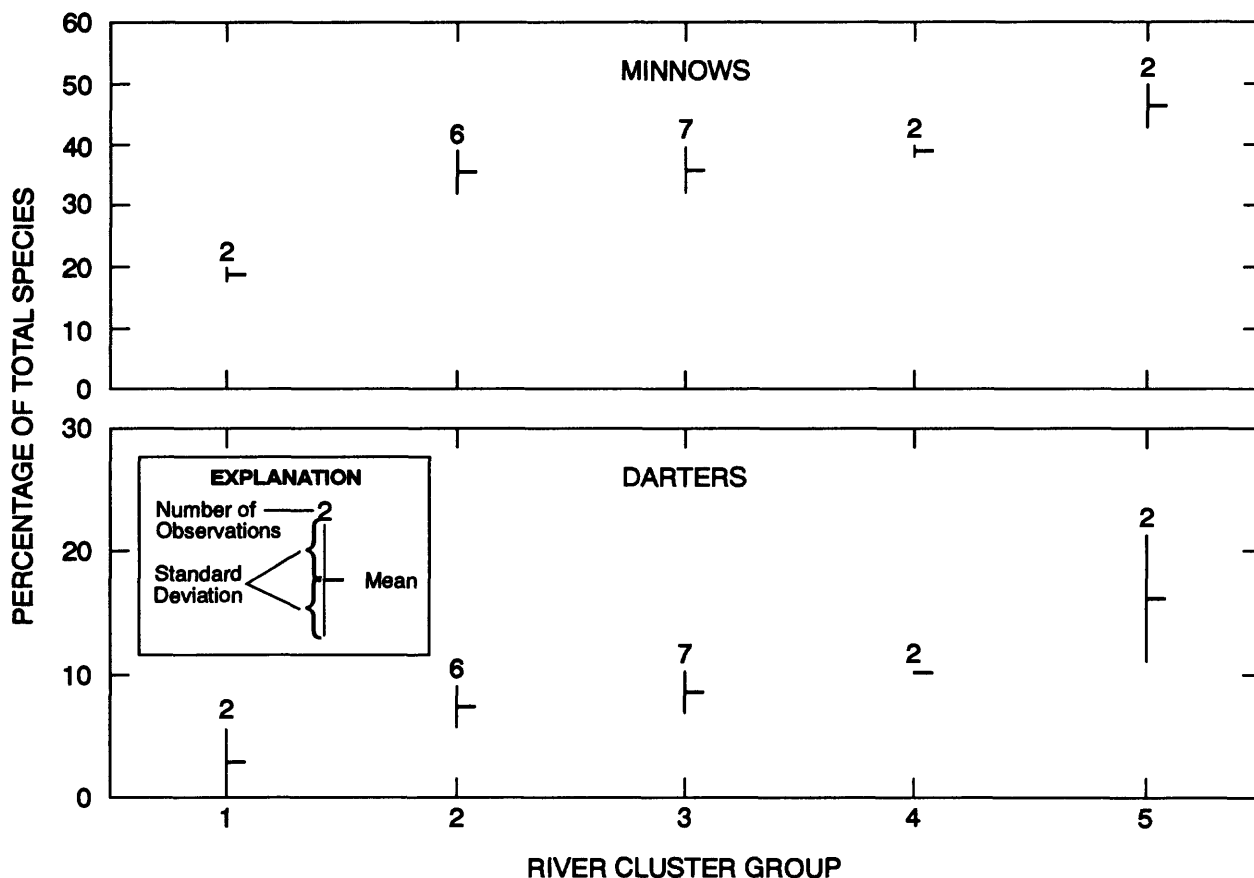 PERCENTAGE OF TOTAL SPECIES
60
50
40
30
20
10
0
MINNOWS
2
6
7
2
2
30
20
10
0
DARTERS
EXPLANATION
Number of
Observations
2
Standard
Deviation
Mean
2
6
7
2
2
1
2
3
4
5
RIVER CLUSTER GROUP